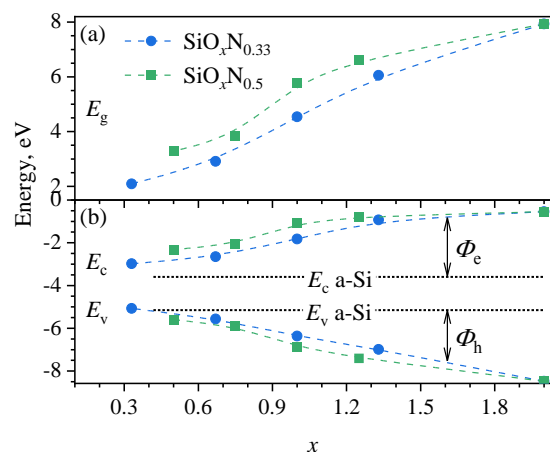 (a)
SiOxN0.33
SiOxN0.5
Eg
8
6
4
2
0
Energy, eV
(b)
Ec
Ev
Ec a-Si
Ev a-Si
Φe
Φh
-2
-4
-6
-8
0.3 0.6 0.9 1.2 1.5 1.8
x